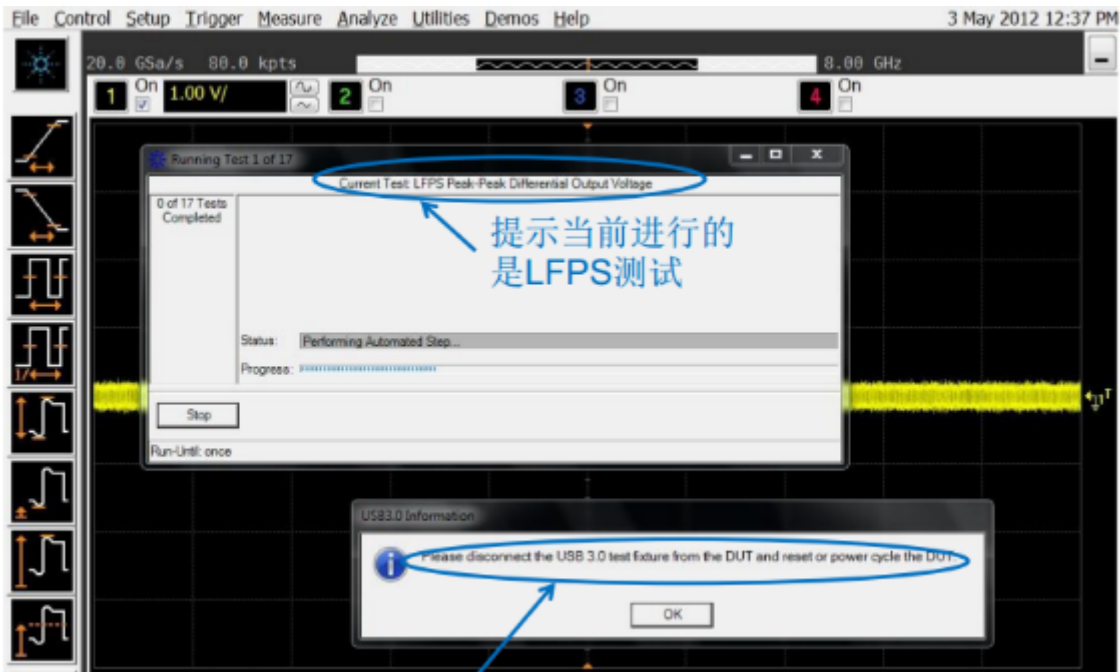 File Control Setup Trigger Measure Analyze Utilities Demos Help 3 May 2012 12:37 PM
20.0 GSa/s 80.0 kpts 8.00 GHz
1 On 1.00 V/ 2 On 3 On 4 On
Running Test 1 of 17
Current Test: LFPS Peak-Peak Differential Output Voltage
0 of 17 Tests
Completed
提示当前进行的
是LFPS测试
Status: Performing Automated Step...
Progress:
Stop
Run-Until: once
USB3.0 Information
Please disconnect the USB 3.0 test fixture from the DUT and reset or power cycle the DUT.
OK